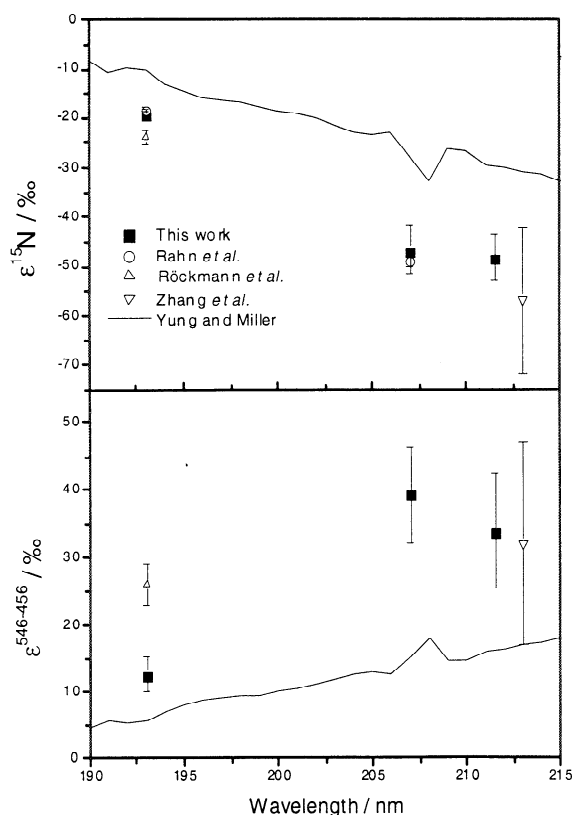 0
-10
-20
-30
-40
-50
-60
-70
ε¹⁵N / ‰
This work
Rahn et al.
Röckmann et al.
Zhang et al.
Yung and Miller
50
40
30
20
10
0
ε⁵⁴⁶⁻⁴⁵⁶ / ‰
190 195 200 205 210 215
Wavelength / nm